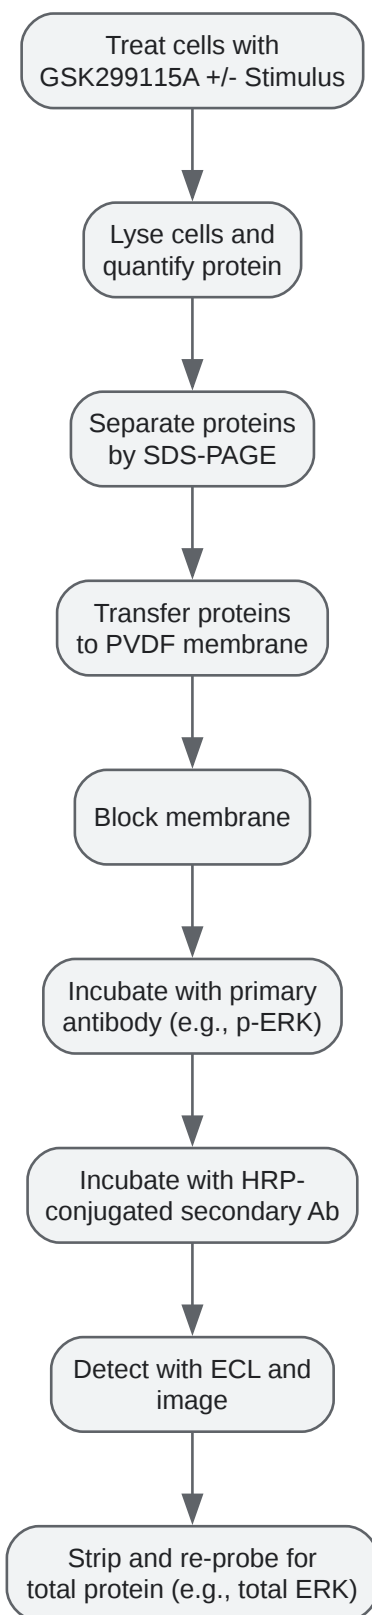 Treat cells with
GSK299115A +/- Stimulus
Lyse cells and
quantify protein
Separate proteins
by SDS-PAGE
Transfer proteins
to PVDF membrane
Block membrane
Incubate with primary
antibody (e.g., p-ERK)
Incubate with HRP-
conjugated secondary Ab
Detect with ECL and
image
Strip and re-probe for
total protein (e.g., total ERK)